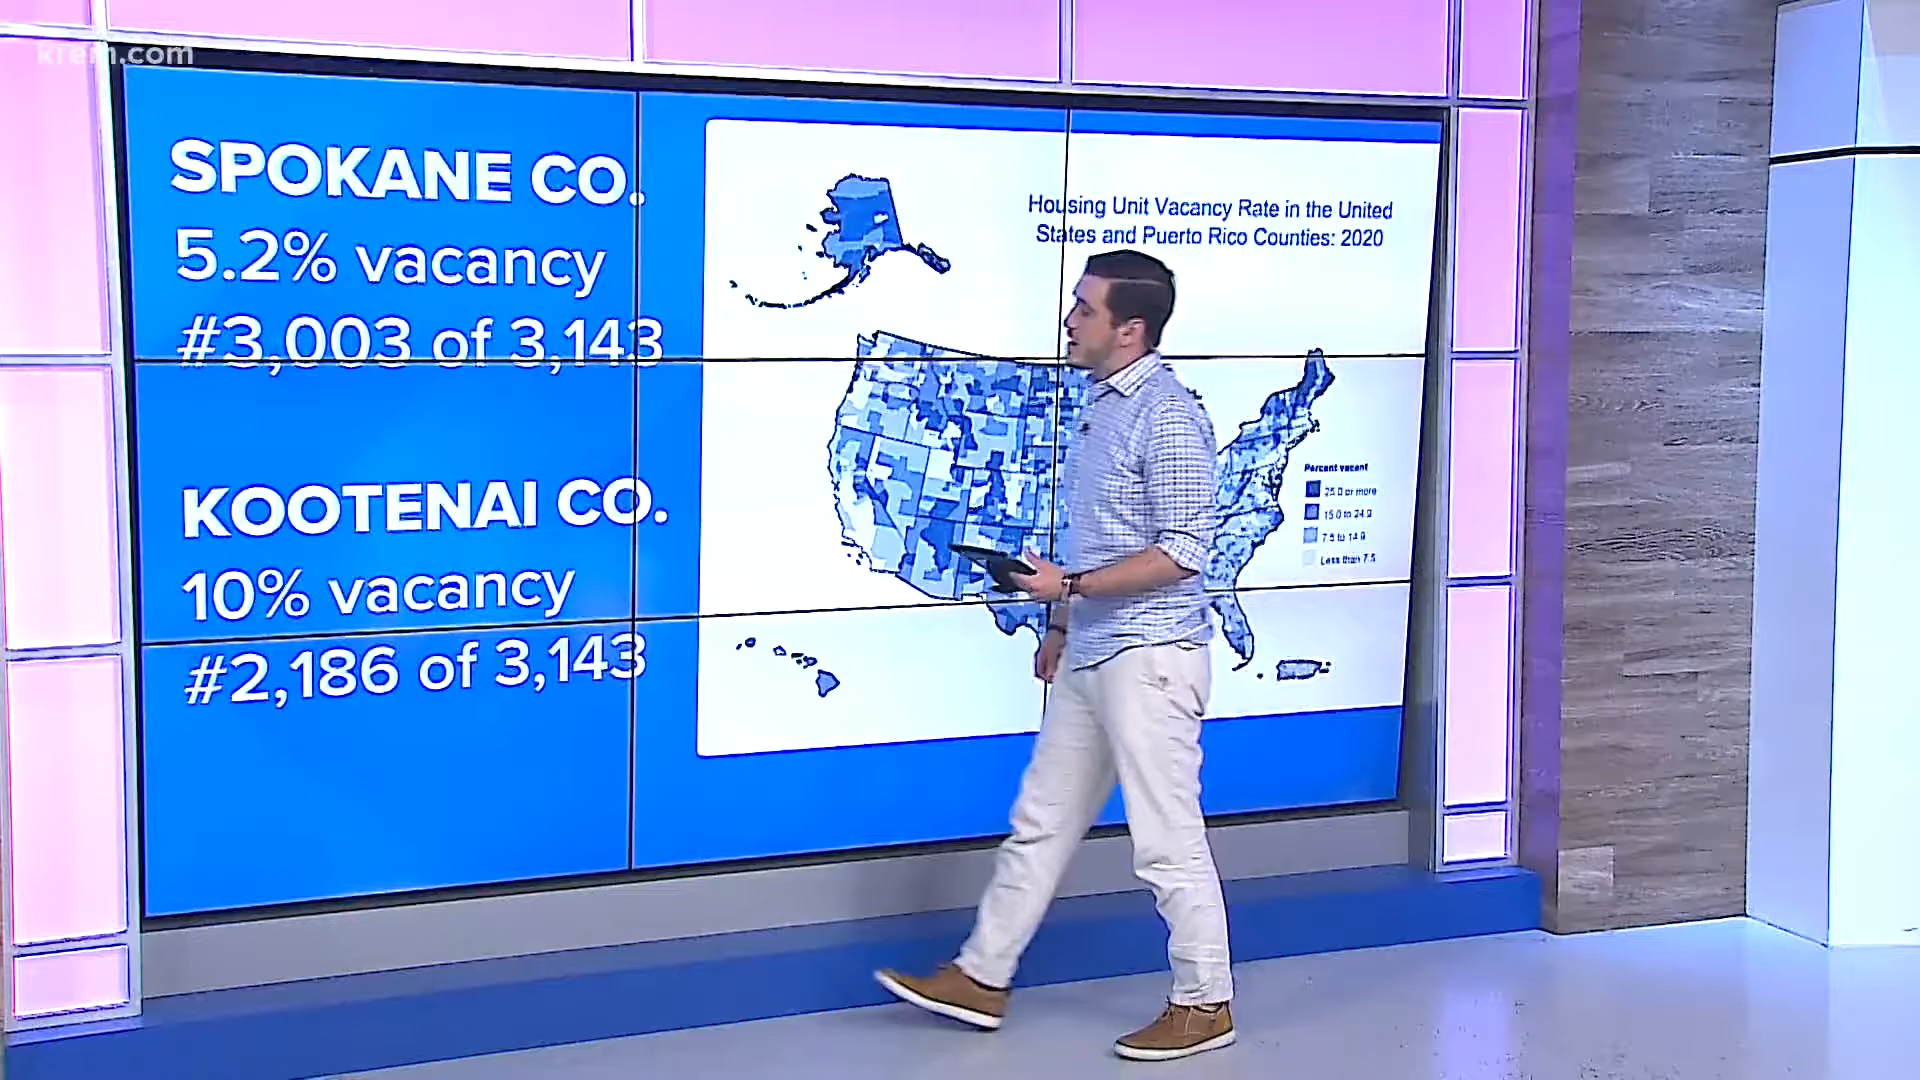 krem.com
SPOKANE CO.
5.2% vacancy
#3,003 of 3,143
KOOTENAI CO.
10% vacancy
#2,186 of 3,143
Housing Unit Vacancy Rate in the United
States and Puerto Rico Counties: 2020
Percent vacant
25.0 or more
15.0 to 24.9
7.5 to 14.9
Less than 7.5